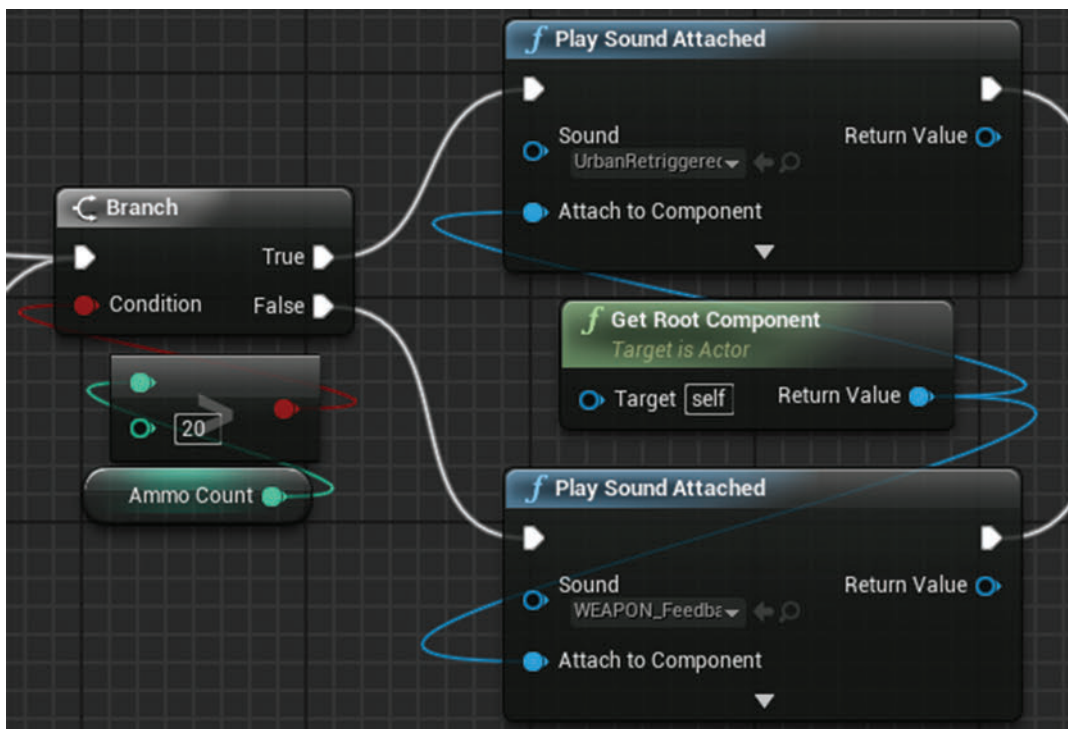 Play Sound Attached
Sound
Return Value
UrbanRetriggerec
Attach to Component
Branch
True
Condition
False
Get Root Component
Target is Actor
Target self
Return Value
>
20
Ammo Count
Play Sound Attached
Sound
Return Value
WEAPON_Feedba
Attach to Component